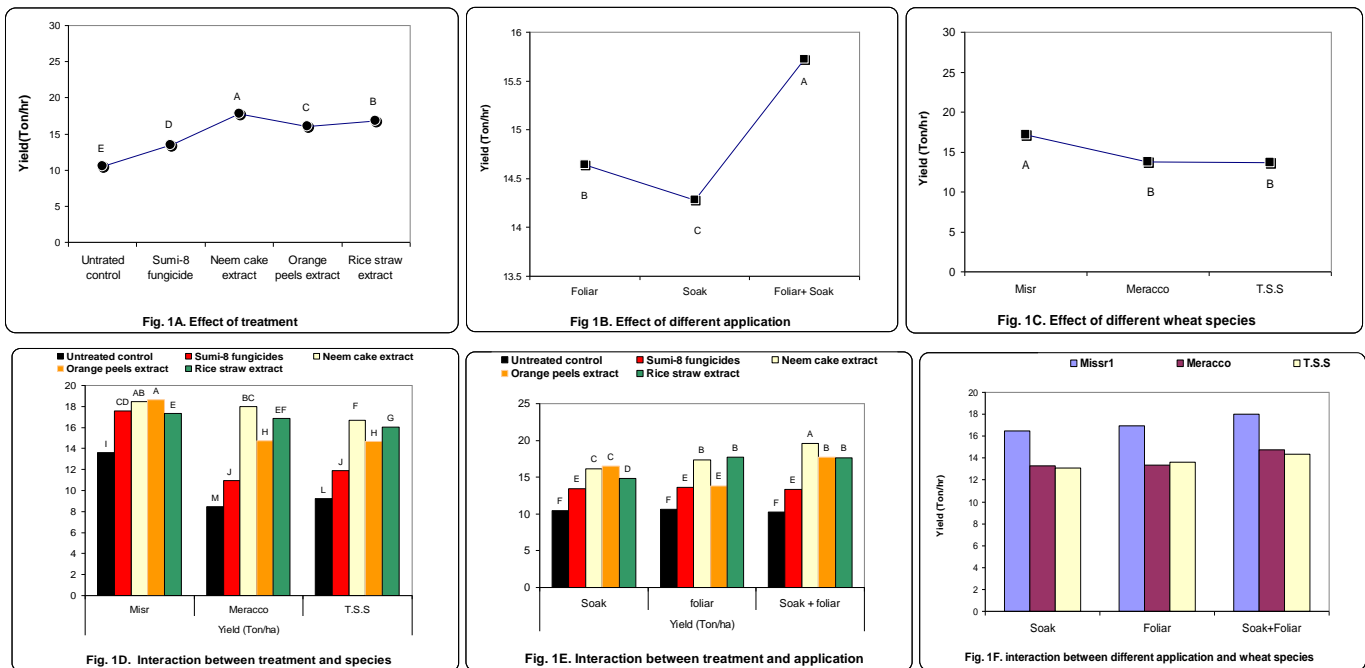 Yield(Ton/hr)
30
25
20
15
10
5
0
E
D
A
C
B
Untrated control
Sumi-8 fungicide
Neem cake extract
Orange peels extract
Rice straw extract
Fig. 1A. Effect of treatment
Yield (Ton/hr)
16
15.5
15
14.5
14
13.5
B
C
A
Foliar
Soak
Foliar+ Soak
Fig 1B. Effect of different application
Yield (Ton/hr)
30
25
20
15
10
5
0
A
B
B
Misr
Meracco
T.S.S
Fig. 1C. Effect of different wheat species
Untreated control
Sumi-8 fungicides
Neem cake extract
Orange peels extract
Rice straw extract
20
18
16
14
12
10
8
6
4
2
0
I
CD
AB
A
E
M
J
BC
H
EF
L
J
F
H
G
Misr
Meracco
T.S.S
Yield (Ton/ha)
Fig. 1D. Interaction between treatment and species
Untreated control
Sumi-8 fungicides
Neem cake extract
Orange peels extract
Rice straw extract
25
20
15
10
5
0
F
E
C
C
D
F
E
B
E
B
F
E
A
B
B
Soak
foliar
Soak + foliar
Yield (Ton/ha)
Fig. 1E. Interaction between treatment and application
Missr1
Meracco
T.S.S
Yield (Ton/hr)
20
18
16
14
12
10
8
6
4
2
0
Soak
Foliar
Soak+Foliar
Fig. 1F. interaction between different application and wheat species